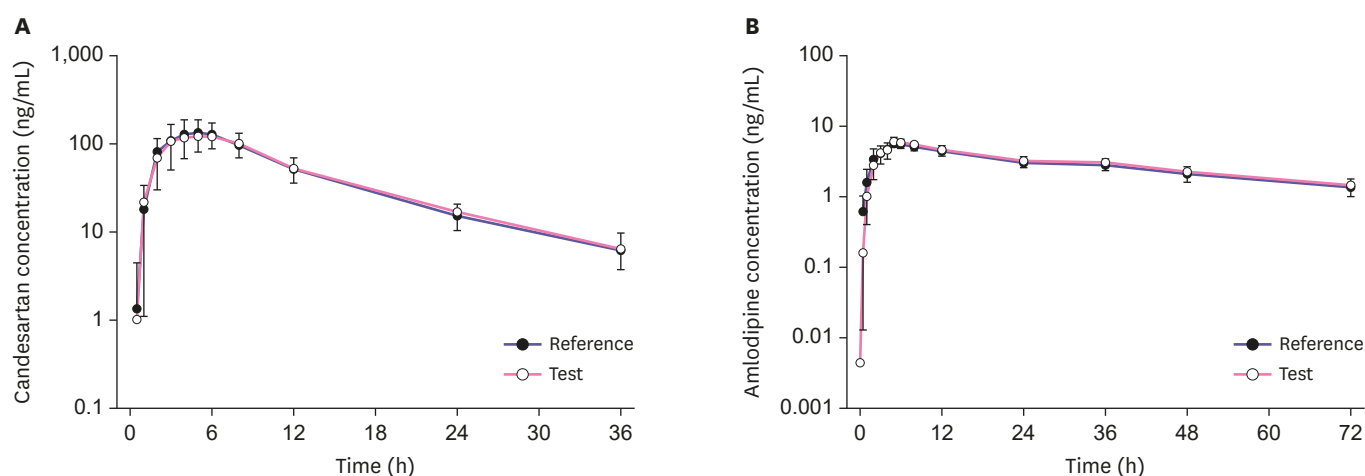 A
Candesartan concentration (ng/mL)
1,000
100
10
1
0.1
0
6
12
18
24
30
36
Time (h)
Reference
Test
B
Amlodipine concentration (ng/mL)
100
10
1
0.1
0.01
0.001
0
12
24
36
48
60
72
Time (h)
Reference
Test